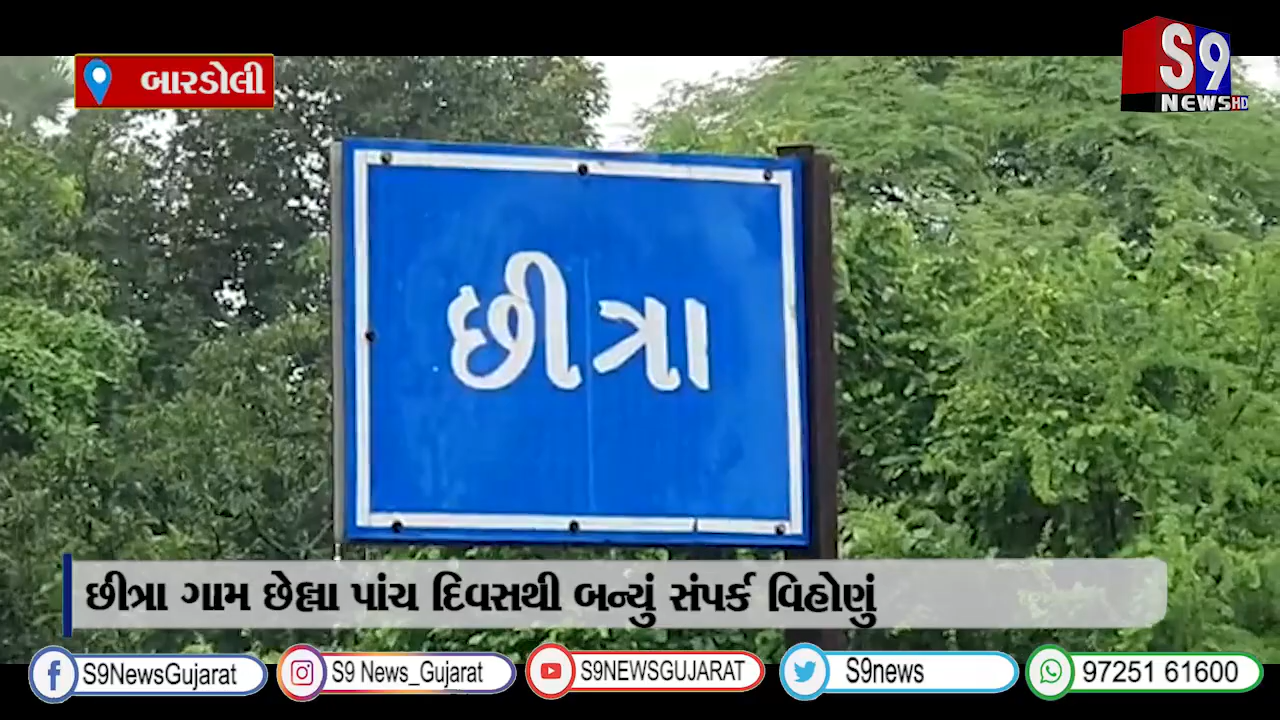 બારડોલી
S9
NEWS HD
છીત્રા
છીત્રા ગામ છેલ્લા પાંચ દિવસથી બન્યું સંપર્ક વિહોણું
S9NewsGujarat
S9 News_Gujarat
S9NEWSGUJARAT
S9news
97251 61600